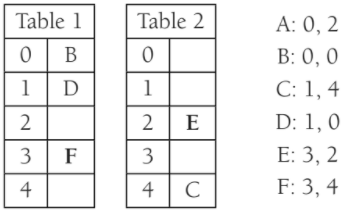 Table 1 Table 2 A: 0, 2
0 B 0 B: 0, 0
1 D 1 C: 1, 4
2 2 E D: 1, 0
3 F 3 E: 3, 2
4 4 C F: 3, 4